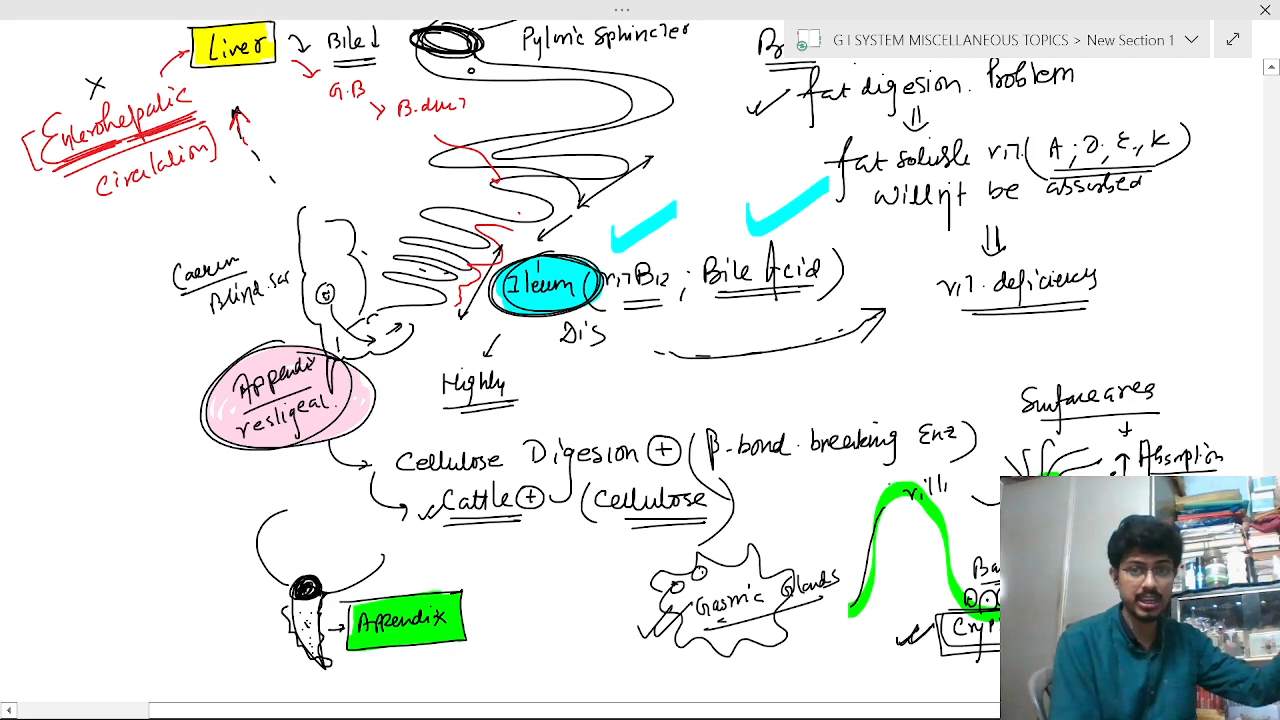 G I SYSTEM MISCELLANEOUS TOPICS > New Section 1
Liver
Bile↓
Pyloric Sphincter
G.B
B.duct
[Enterohepatic
circulation]
X
fat digesion. Problem
⇓
fat soluble vit. (A; D; E; K)
will n't be absorbed
⇓
vit. deficiency
Caecum
Blind sac
Ileum (vit B12 ; Bile Acid)
Dis
Highly
Appendix
vestigeal.
Cellulose Digesion ⊕ (β-bond. breaking Enz)
Cattle ⊕ (Cellulose)
Surface area
↓
↑ Absorption
villi
Gastric Glands
Appendix